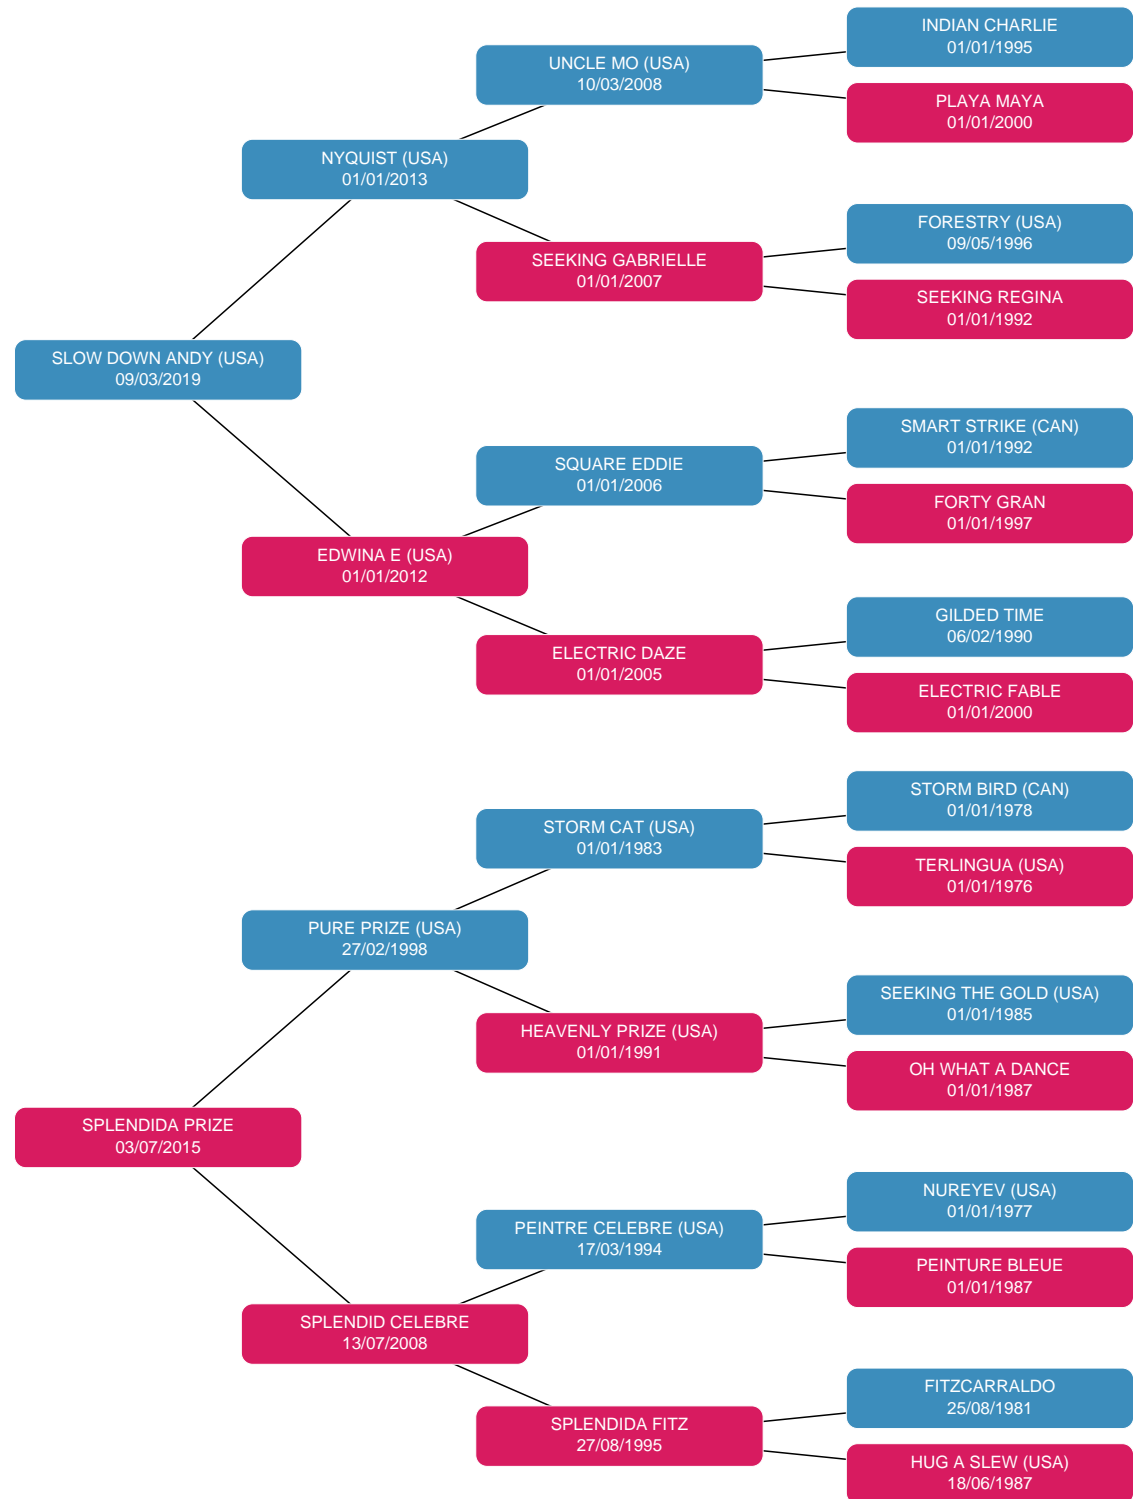 INDIAN CHARLIE
01/01/1995
UNCLE MO (USA)
10/03/2008
PLAYA MAYA
01/01/2000
NYQUIST (USA)
01/01/2013
FORESTRY (USA)
09/05/1996
SEEKING GABRIELLE
01/01/2007
SEEKING REGINA
01/01/1992
SLOW DOWN ANDY (USA)
09/03/2019
SMART STRIKE (CAN)
01/01/1992
SQUARE EDDIE
01/01/2006
FORTY GRAN
01/01/1997
EDWINA E (USA)
01/01/2012
GILDED TIME
06/02/1990
ELECTRIC DAZE
01/01/2005
ELECTRIC FABLE
01/01/2000
STORM BIRD (CAN)
01/01/1978
STORM CAT (USA)
01/01/1983
TERLINGUA (USA)
01/01/1976
PURE PRIZE (USA)
27/02/1998
SEEKING THE GOLD (USA)
01/01/1985
HEAVENLY PRIZE (USA)
01/01/1991
OH WHAT A DANCE
01/01/1987
SPLENDIDA PRIZE
03/07/2015
NUREYEV (USA)
01/01/1977
PEINTRE CELEBRE (USA)
17/03/1994
PEINTURE BLEUE
01/01/1987
SPLENDID CELEBRE
13/07/2008
FITZCARRALDO
25/08/1981
SPLENDIDA FITZ
27/08/1995
HUG A SLEW (USA)
18/06/1987